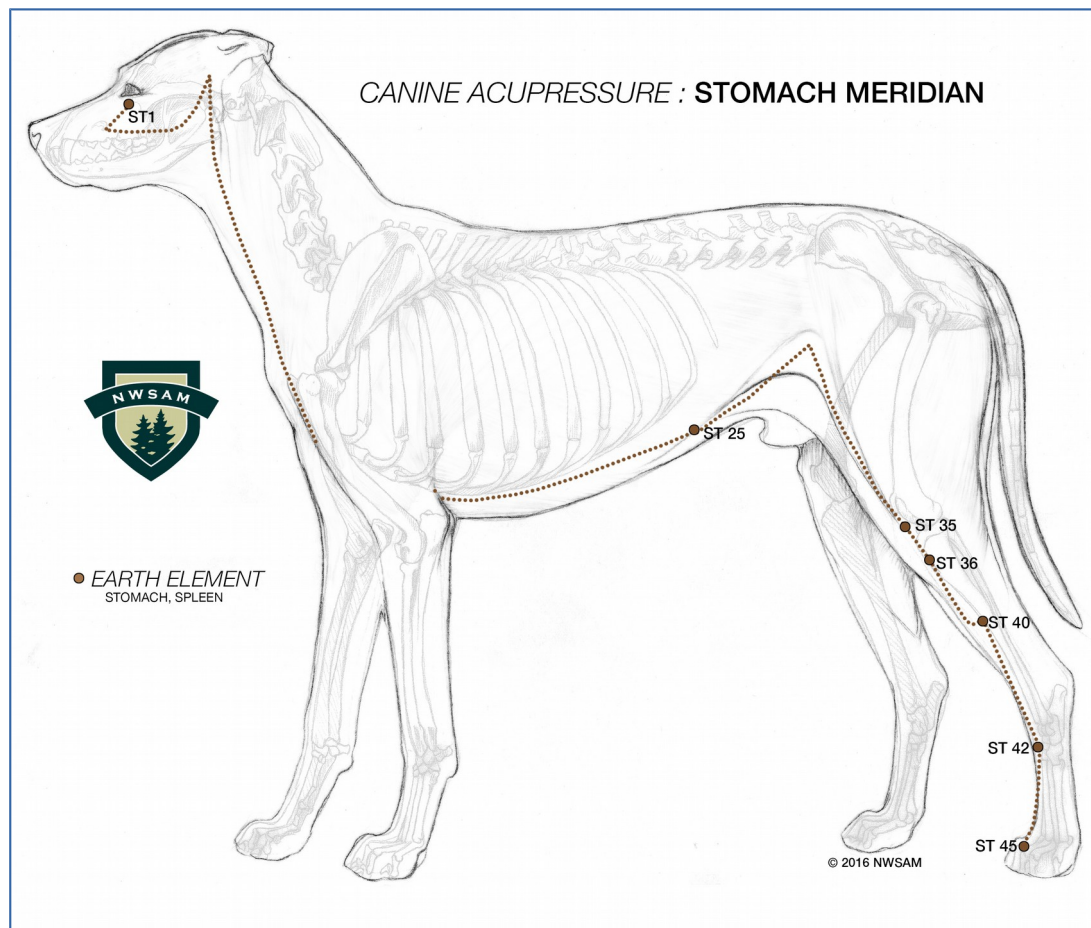 CANINE ACUPRESSURE : STOMACH MERIDIAN
ST1
NWSAM
ST 25
ST 35
ST 36
EARTH ELEMENT
STOMACH, SPLEEN
ST 40
ST 42
ST 45
© 2016 NWSAM